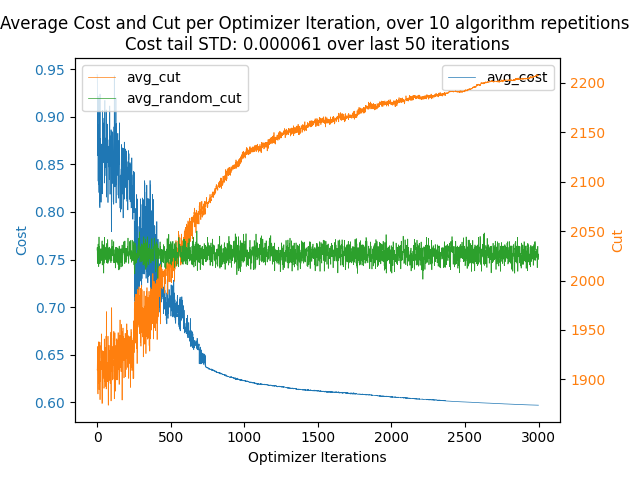 Average Cost and Cut per Optimizer Iteration, over 10 algorithm repetitions
Cost tail STD: 0.000061 over last 50 iterations
avg_cut
avg_random_cut
avg_cost
0.95
0.90
0.85
0.80
0.75
0.70
0.65
0.60
Cost
2200
2150
2100
2050
2000
1950
1900
Cut
0
500
1000
1500
2000
2500
3000
Optimizer Iterations